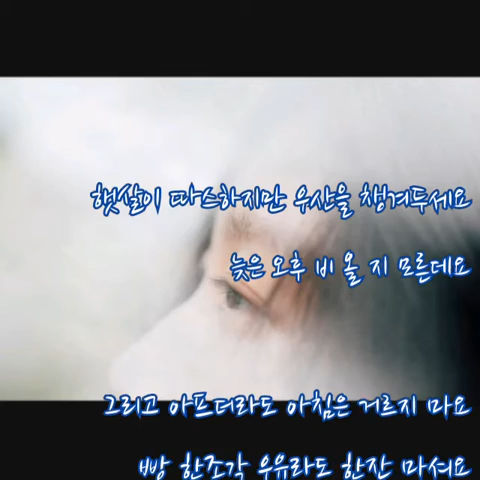 햇살이 따스하지만 우산을 챙겨두세요
늦은 오후 비 올 지 모른데요
그리고 아프더라도 아침은 거르지 마요
빵 한조각 우유라도 한잔 마셔요